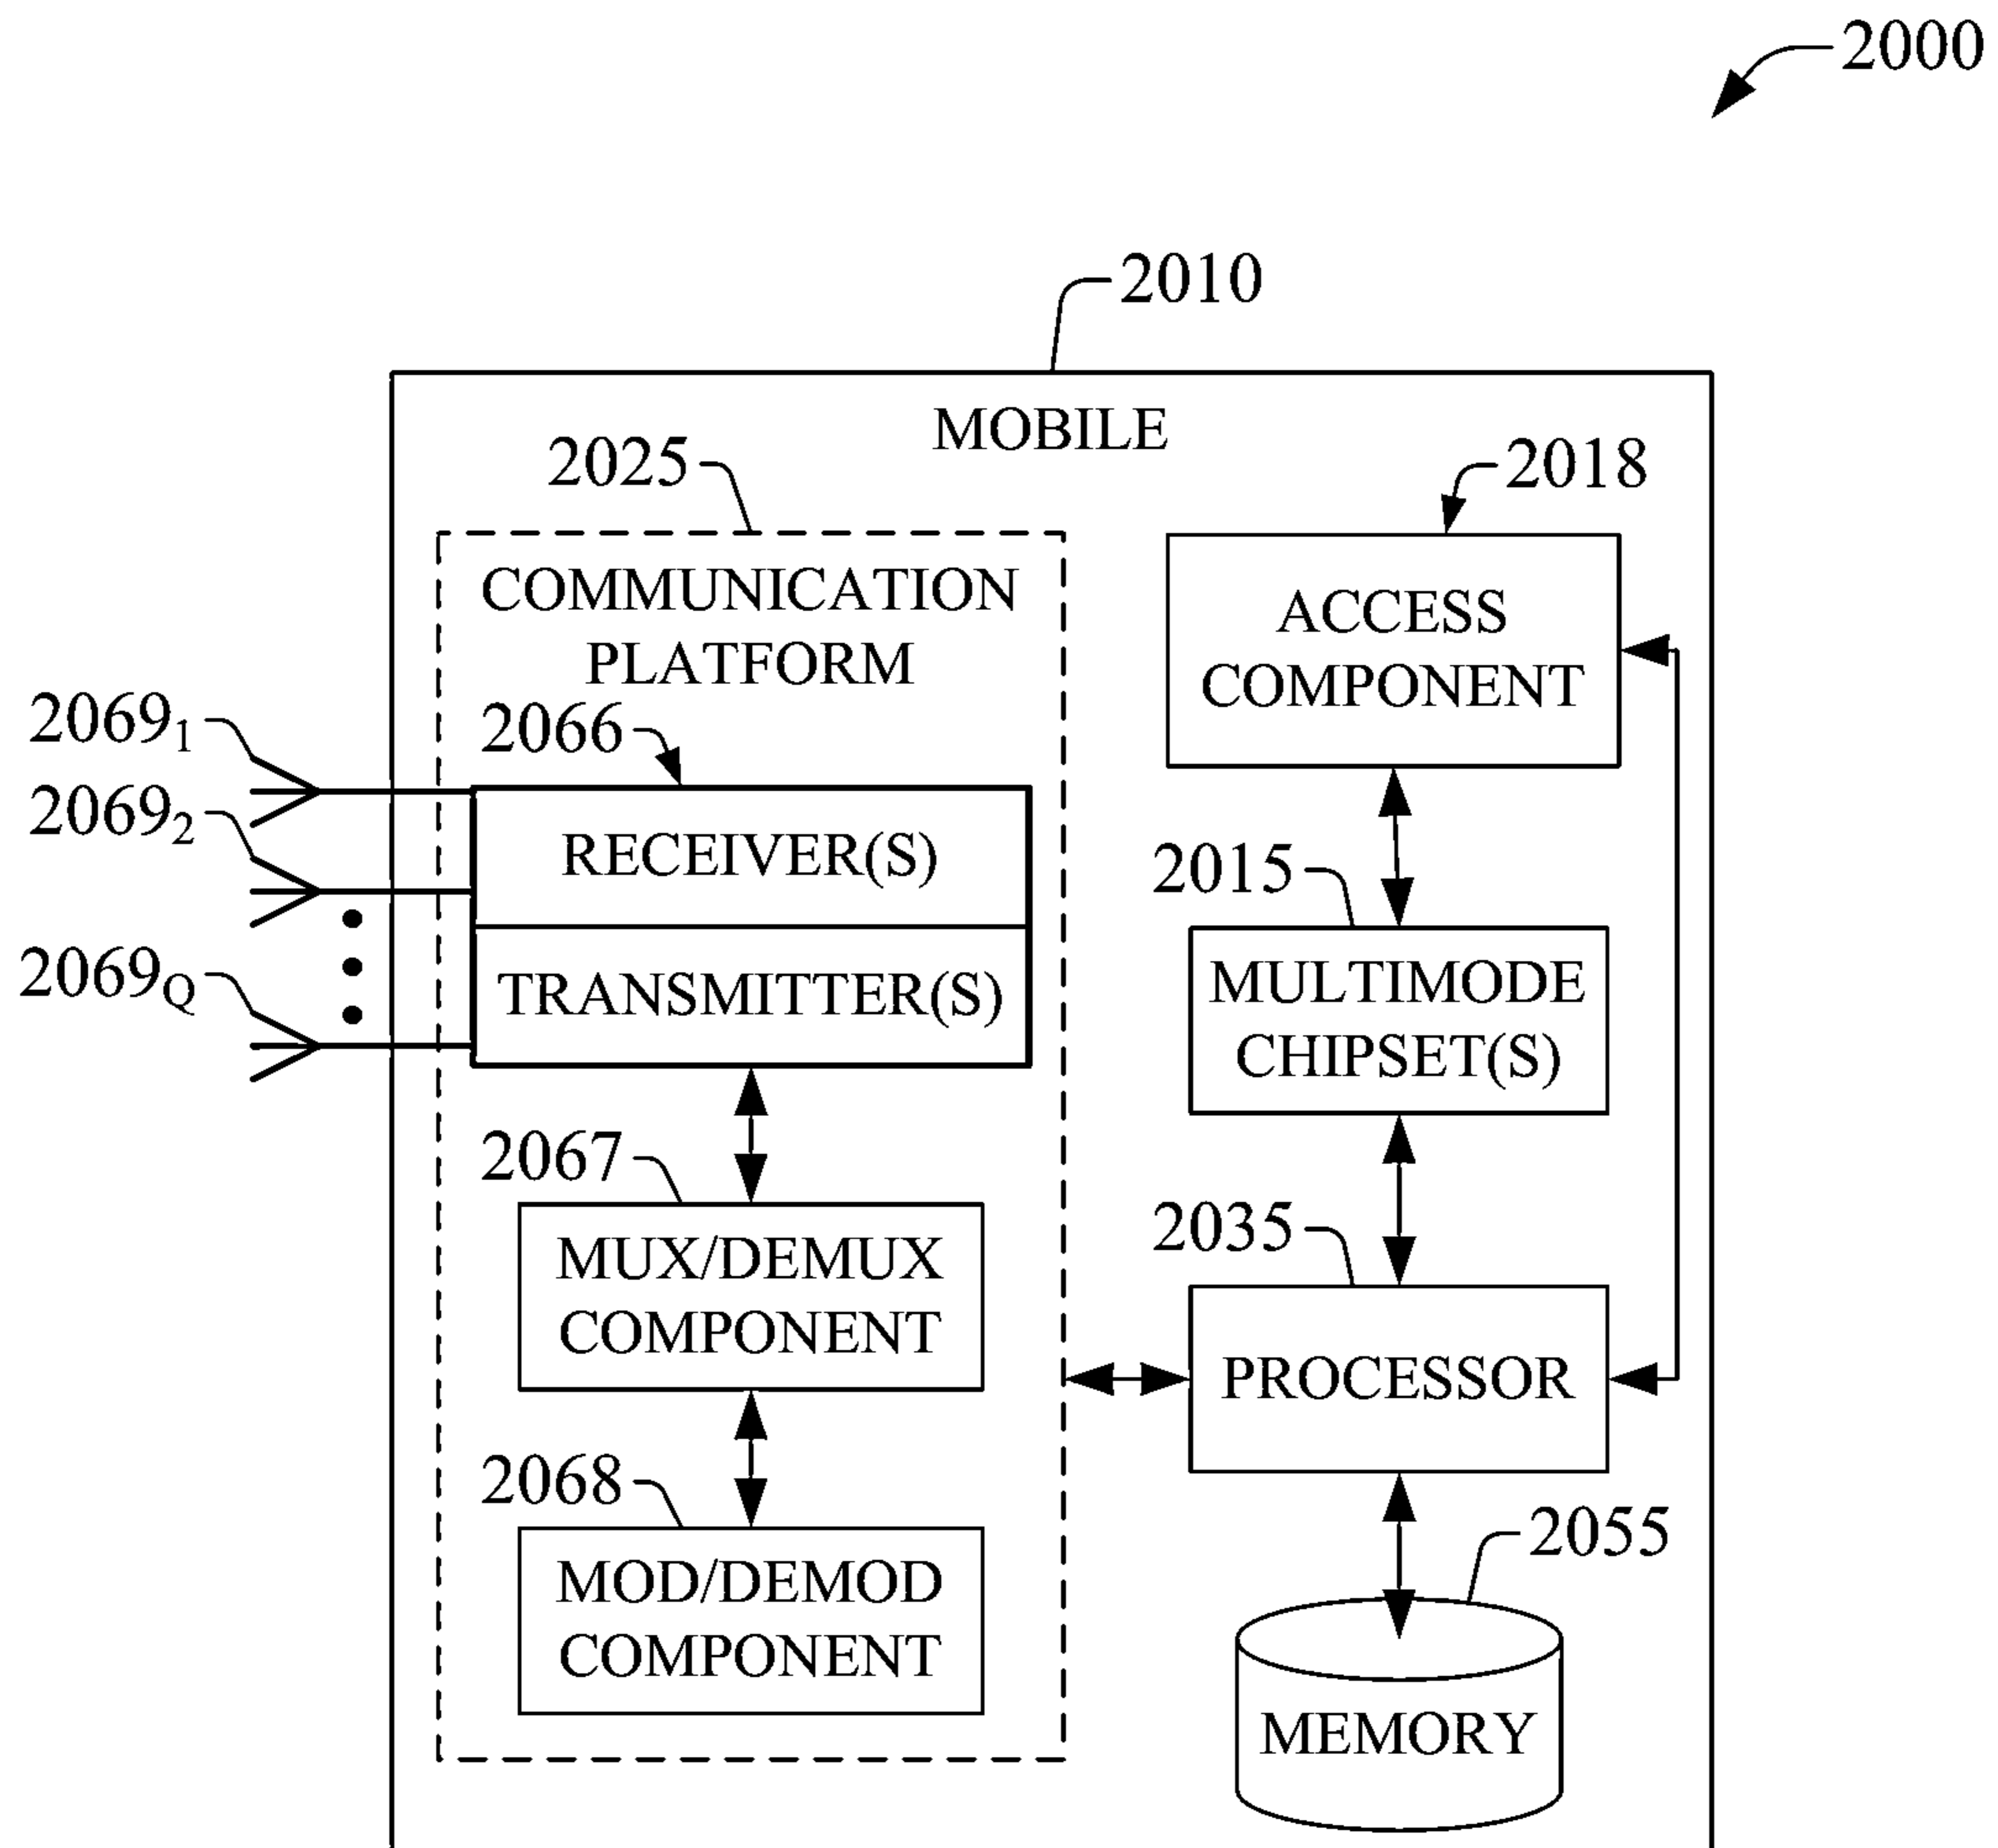 2000
2010
MOBILE
2025
2018
COMMUNICATION
PLATFORM
ACCESS
COMPONENT
2069₁
2066
2069₂
RECEIVER(S)
2015
2069Q
TRANSMITTER(S)
MULTIMODE
CHIPSET(S)
2067
2035
MUX/DEMUX
COMPONENT
PROCESSOR
2068
2055
MOD/DEMOD
COMPONENT
MEMORY